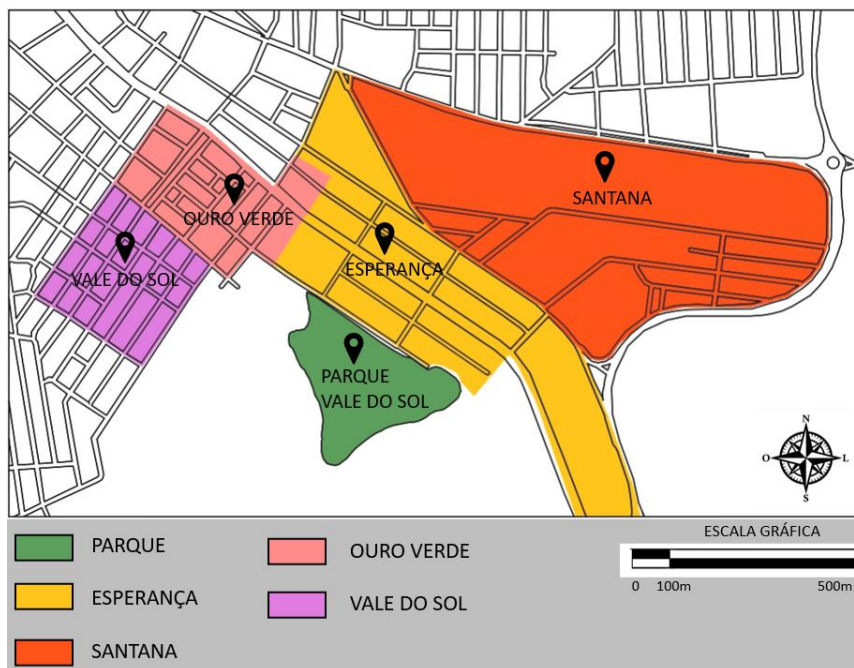 SANTANA
OURO VERDE
VALE DO SOL
ESPERANÇA
PARQUE
VALE DO SOL
N
O
L
S
PARQUE
OURO VERDE
ESCALA GRÁFICA
0 100m 500m
ESPERANÇA
VALE DO SOL
SANTANA